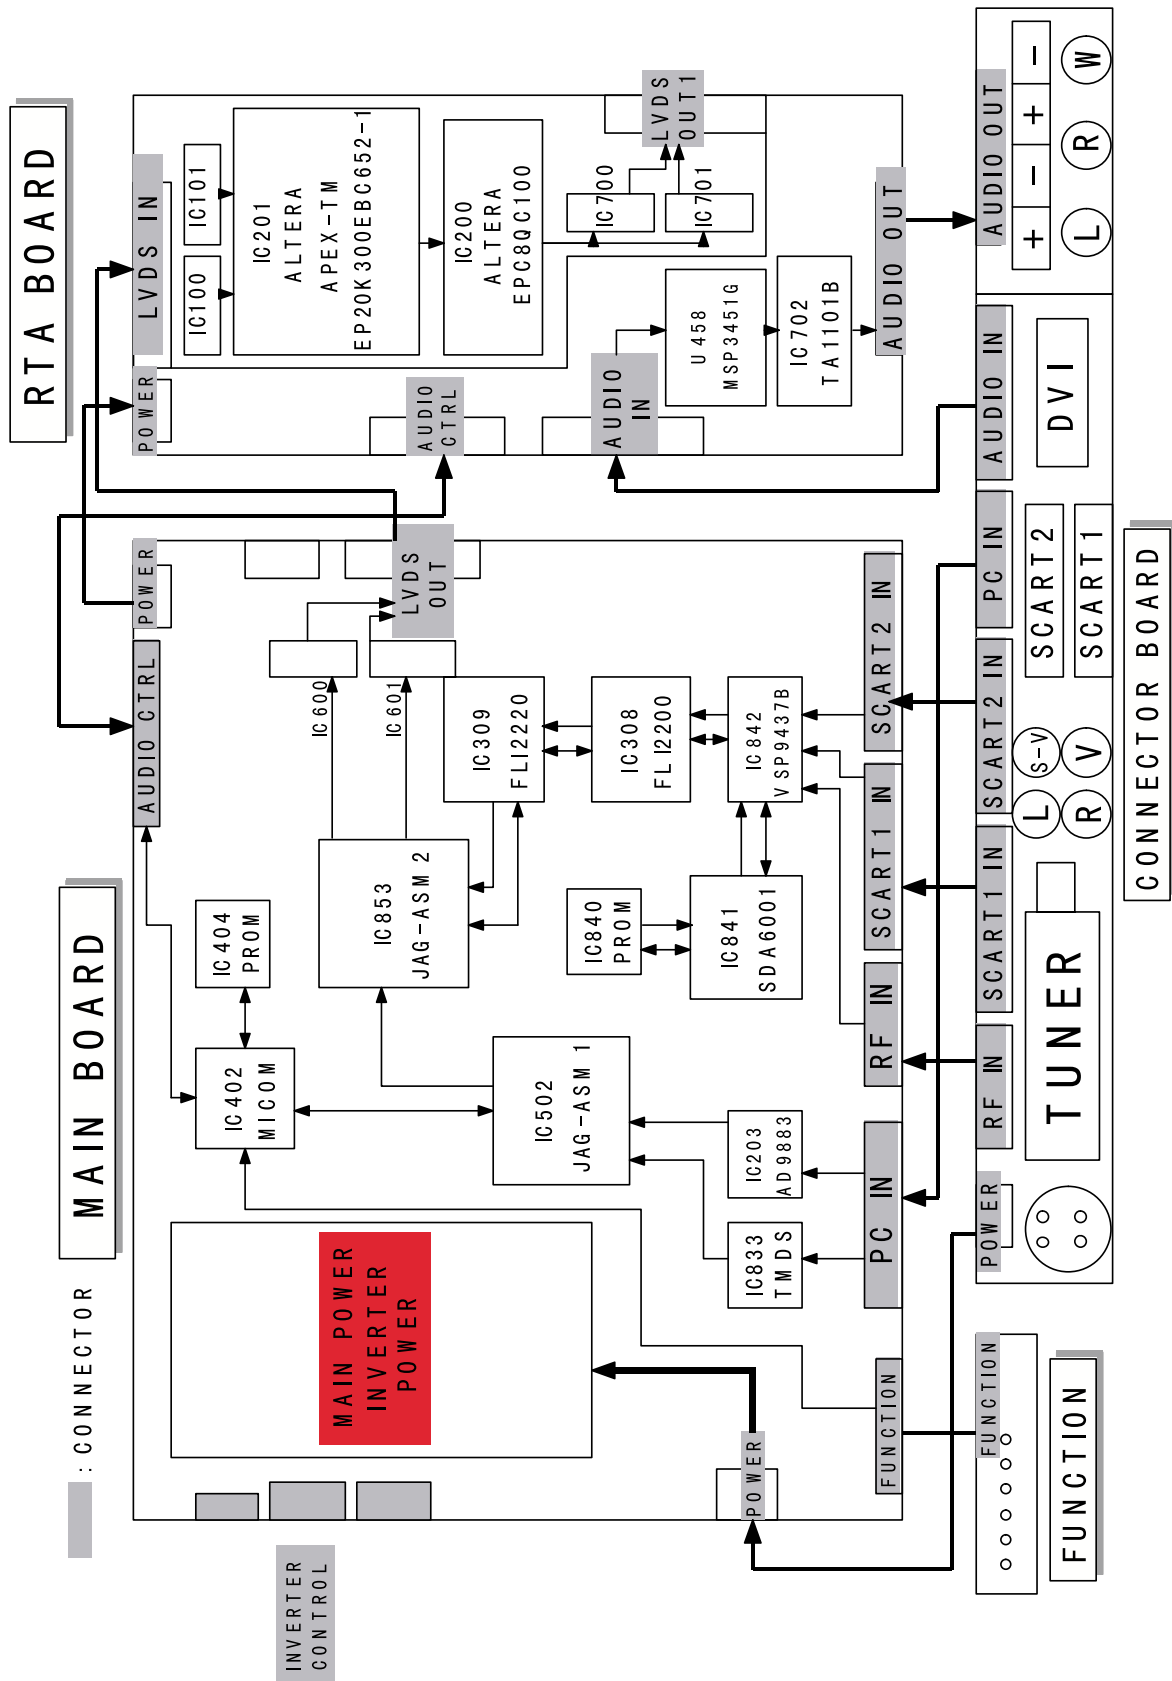 : CONNECTOR
MAIN BOARD
RTA BOARD
INVERTER
CONTROL
MAIN POWER
INVERTER
POWER
POWER
FUNCTION
IC402
MICOM
IC404
PROM
AUDIO CTRL
POWER
IC502
JAG-ASM 1
IC853
JAG-ASM 2
IC600
IC601
LVDS
OUT
IC309
FLI2220
IC308
FLI2200
IC842
VSP9437B
IC840
PROM
IC841
SDA6001
IC203
AD9883
IC833
TMDS
PC IN
RF IN
SCART1 IN
SCART2 IN
POWER
LVDS IN
IC100
IC101
IC201
ALTERA
APEX-TM
EP20K300EBC652-1
IC200
ALTERA
EPC8QC100
IC700
IC701
LVDS
OUT1
AUDIO
CTRL
AUDIO
IN
U458
MSP3451G
IC702
TA1101B
AUDIO OUT
FUNCTION
FUNCTION
POWER
RF IN
SCART1 IN
SCART2 IN
PC IN
AUDIO IN
AUDIO OUT
TUNER
L
S-V
R
V
SCART2
SCART1
DVI
+ - + -
L R W
CONNECTOR BOARD